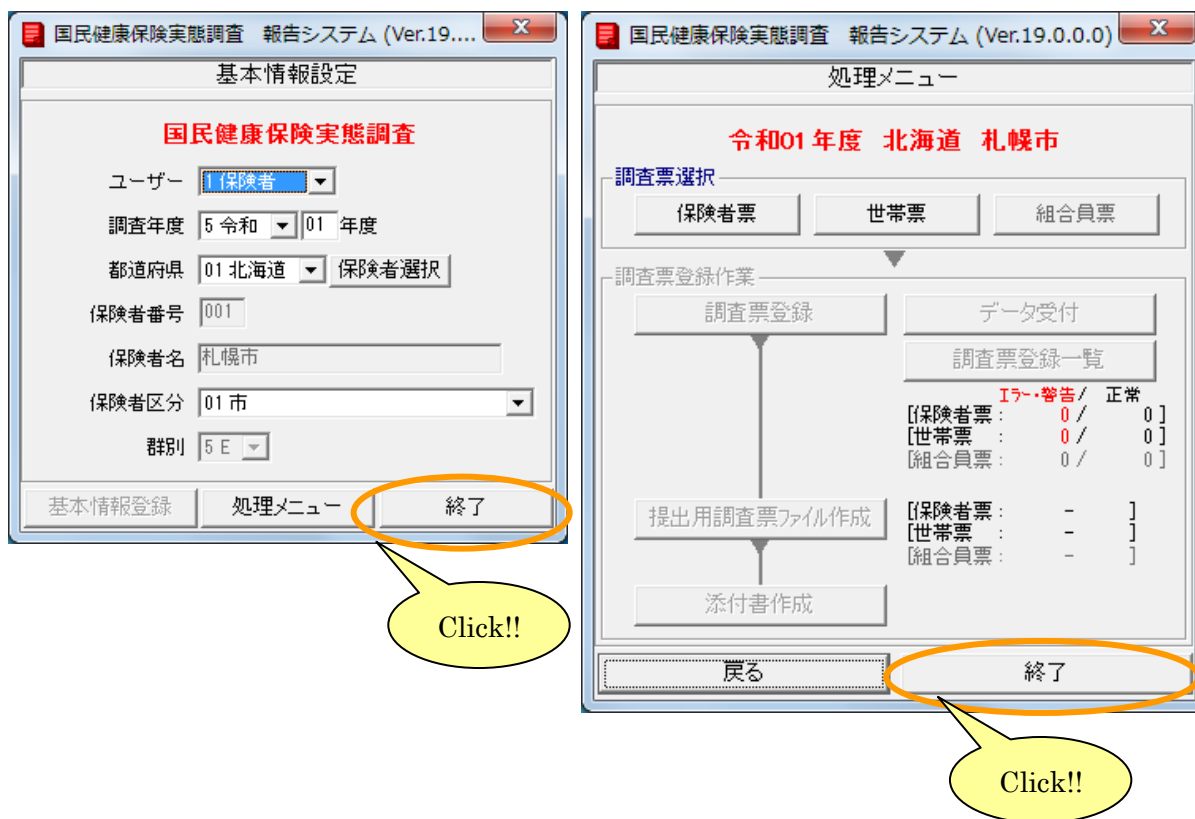 国民健康保険実態調査 報告システム (Ver.19....
基本情報設定
国民健康保険実態調査
ユーザー 1 保険者
調査年度 5 令和 01 年度
都道府県 01 北海道 保険者選択
保険者番号 001
保険者名 札幌市
保険者区分 01 市
群別 5 E
基本情報登録 処理メニュー 終了
Click!!
国民健康保険実態調査 報告システム (Ver.19.0.0.0)
処理メニュー
令和01 年度 北海道 札幌市
調査票選択
保険者票 世帯票 組合員票
調査票登録作業
調査票登録 データ受付
調査票登録一覧
エラー・警告/ 正常
[保険者票 : 0 / 0 ]
[世帯票 : 0 / 0 ]
[組合員票 : 0 / 0 ]
提出用調査票ファイル作成
[保険者票 : - ]
[世帯票 : - ]
[組合員票 : - ]
添付書作成
戻る 終了
Click!!